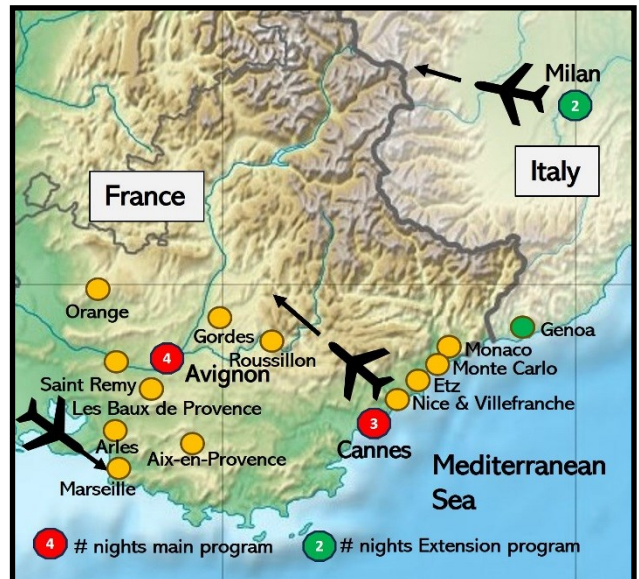 Milan
2
Italy
France
Orange
Gordes
Roussillon
Genoa
Monaco
Monte Carlo
Etz
Nice & Villefranche
4
Avignon
Saint Remy
Les Baux de Provence
3
Cannes
Arles
Aix-en-Provence
Marseille
Mediterranean
Sea
4 # nights main program
2 # nights Extension program